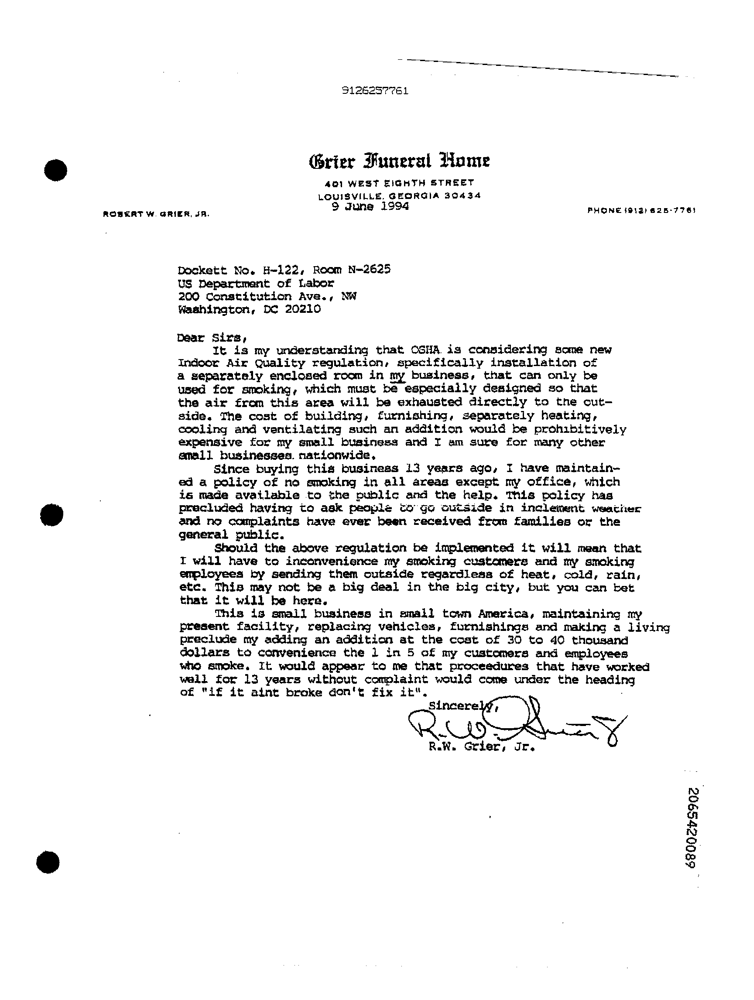 9126257761
Grier Funeral Home
401 WEST EIGHTH STREET
LOUISVILLE, GEORGIA 30434
9 June 1994
ROBERT W. GRIER, JR.
PHONE (912) 625-7761
Dockett No. H-122, Room N-2625
US Department of Labor
200 Constitution Ave., NW
Washington, DC 20210
Dear Sirs,
It is my understanding that OSHA is considering some new
Indoor Air Quality regulation, specifically installation of
a separately enclosed room in my business, that can only be
used for smoking, which must be especially designed so that
the air from this area will be exhausted directly to the out-
side. The cost of building, furnishing, separately heating,
cooling and ventilating such an addition would be prohibitively
expensive for my small business and I am sure for many other
small businesses nationwide.
Since buying this business 13 years ago, I have maintain-
ed a policy of no smoking in all areas except my office, which
is made available to the public and the help. This policy has
precluded having to ask people to go outside in inclement weather
and no complaints have ever been received from families or the
general public.
Should the above regulation be implemented it will mean that
I will have to inconvenience my smoking customers and my smoking
employees by sending them outside regardless of heat, cold, rain,
etc. This may not be a big deal in the big city, but you can bet
that it will be here.
This is small business in small town America, maintaining my
present facility, replacing vehicles, furnishings and making a living
preclude my adding an addition at the cost of 30 to 40 thousand
dollars to convenience the 1 in 5 of my customers and employees
who smoke. It would appear to me that proceedures that have worked
well for 13 years without complaint would come under the heading
of "if it aint broke don't fix it".
Sincerely,
R.W. Grier, Jr.
2065420089